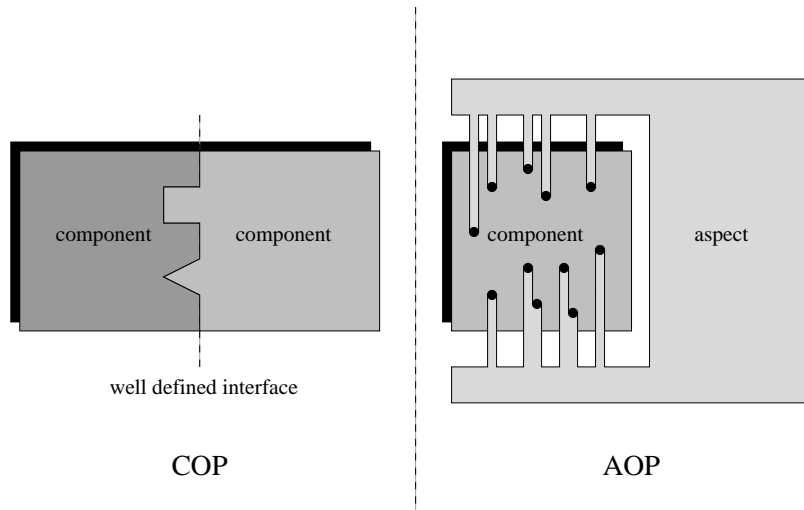 component
component
well defined interface
COP
component
aspect
AOP